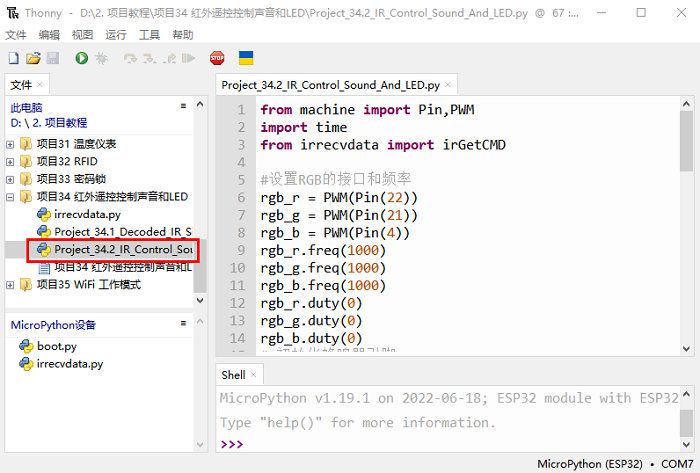 Thonny - D:\2. 项目教程\项目34 红外遥控控制声音和LED\Project_34.2_IR_Control_Sound_And_LED.py @ 67 :...
文件 编辑 视图 运行 工具 帮助
STOP
文件
此电脑
D: \ 2. 项目教程
项目31 温度仪表
项目32 RFID
项目33 密码锁
项目34 红外遥控控制声音和LED
irrecvdata.py
Project_34.1_Decoded_IR_S
Project_34.2_IR_Control_Sou
项目34 红外遥控控制声音和L
项目35 WiFi 工作模式
MicroPython设备
boot.py
irrecvdata.py
Project_34.2_IR_Control_Sound_And_LED.py
1 from machine import Pin,PWM
2 import time
3 from irrecvdata import irGetCMD
4
5 #设置RGB的接口和频率
6 rgb_r = PWM(Pin(22))
7 rgb_g = PWM(Pin(21))
8 rgb_b = PWM(Pin(4))
9 rgb_r.freq(1000)
10 rgb_g.freq(1000)
11 rgb_b.freq(1000)
12 rgb_r.duty(0)
13 rgb_g.duty(0)
14 rgb_b.duty(0)
Shell
MicroPython v1.19.1 on 2022-06-18; ESP32 module with ESP32
Type "help()" for more information.
>>>
MicroPython (ESP32) • COM7